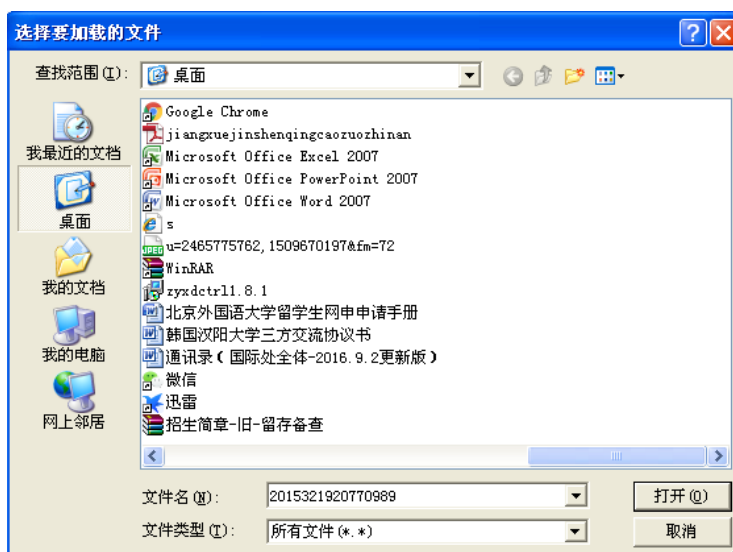 选择要加载的文件
查找范围(I): 桌面
我最近的文档
桌面
我的文档
我的电脑
网上邻居
Google Chrome
jiangxuejinshenqingcaozuozhinan
Microsoft Office Excel 2007
Microsoft Office PowerPoint 2007
Microsoft Office Word 2007
s
u=2465775762,1509670197&fm=72
WinRAR
zyxdctrl1.8.1
北京外国语大学留学生网申申请手册
韩国汉阳大学三方交流协议书
通讯录(国际处全体-2016.9.2更新版)
微信
迅雷
招生简章-旧-留存备查
文件名(N): 2015321920770989 打开(O)
文件类型(T): 所有文件(*.*) 取消